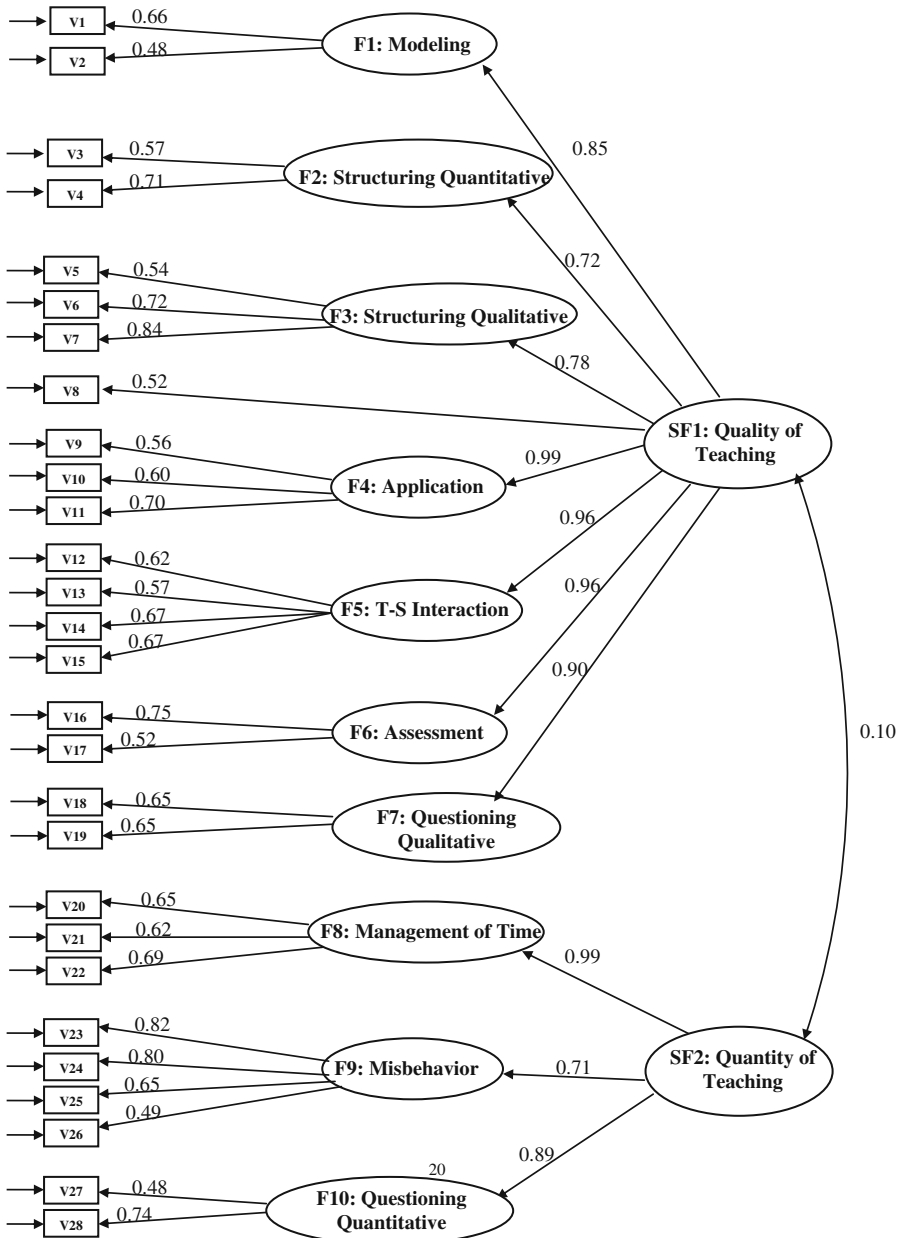 V1
0.66
F1: Modeling
V2
0.48
0.85
V3
0.57
F2: Structuring Quantitative
V4
0.71
0.72
V5
0.54
V6
0.72
F3: Structuring Qualitative
V7
0.84
0.78
V8
0.52
SF1: Quality of
Teaching
V9
0.56
0.99
V10
0.60
F4: Application
V11
0.70
0.96
V12
0.62
V13
0.57
F5: T-S Interaction
0.96
V14
0.67
V15
0.67
0.90
V16
0.75
F6: Assessment
V17
0.52
0.10
V18
0.65
F7: Questioning
Qualitative
V19
0.65
V20
0.65
V21
0.62
F8: Management of Time
V22
0.69
0.99
V23
0.82
V24
0.80
F9: Misbehavior
0.71
SF2: Quantity of
Teaching
V25
0.65
V26
0.49
0.89
20
V27
0.48
F10: Questioning
Quantitative
V28
0.74